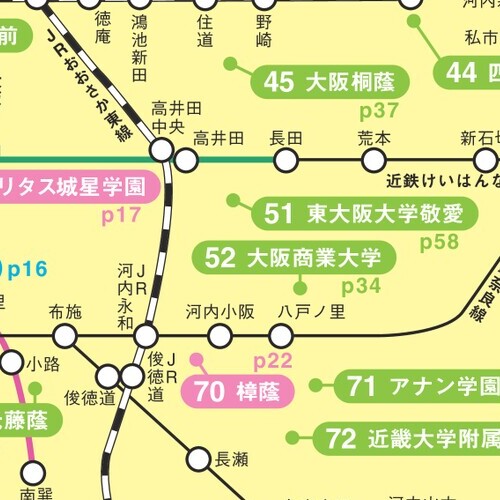 徳庵
鴻池新田
住道
野崎
河内
私市
前
JRおおさか東線
45 大阪桐蔭
p37
44 四
高井田中央
高井田
長田
荒本
新石切
近鉄けいはんな
リタス城星学園
p17
51 東大阪大学敬愛
p58
52 大阪商業大学
p34
p16
里
布施
JR河内永和
河内小阪
八戸ノ里
奈良線
小路
俊徳道
JR俊徳道
p22
70 樟蔭
71 アナン学園
72 近畿大学附属
藤蔭
長瀬
南巽